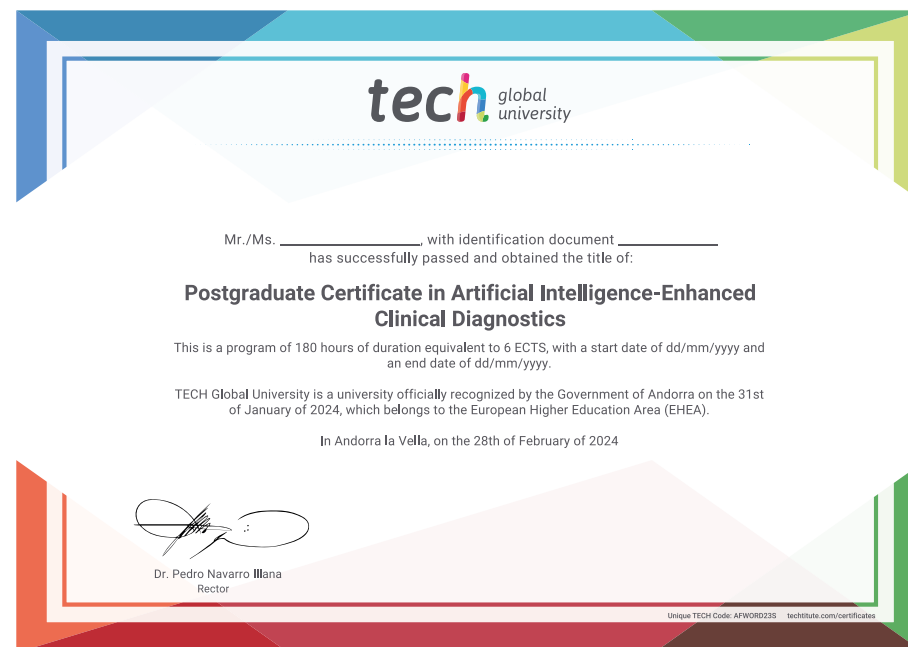 tech global
university
Mr./Ms. ____________, with identification document ____________
has successfully passed and obtained the title of:
Postgraduate Certificate in Artificial Intelligence-Enhanced
Clinical Diagnostics
This is a program of 180 hours of duration equivalent to 6 ECTS, with a start date of dd/mm/yyyy and
an end date of dd/mm/yyyy.
TECH Global University is a university officially recognized by the Government of Andorra on the 31st
of January of 2024, which belongs to the European Higher Education Area (EHEA).
In Andorra la Vella, on the 28th of February of 2024
Dr. Pedro Navarro Illana
Rector
Unique TECH Code: AFWORD23S techtitute.com/certificates